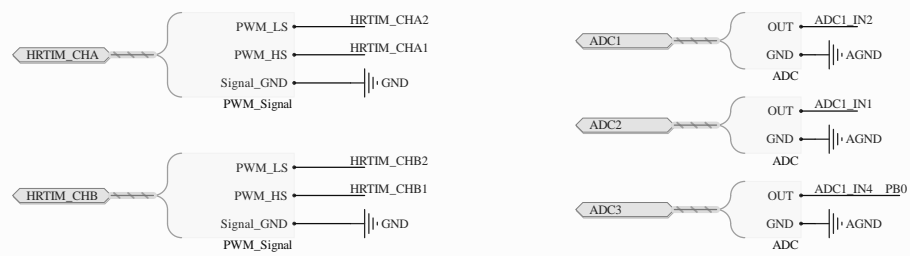 HRTIM_CHA
PWM_LS HRTIM_CHA2
PWM_HS HRTIM_CHA1
Signal_GND GND
PWM_Signal
HRTIM_CHB
PWM_LS HRTIM_CHB2
PWM_HS HRTIM_CHB1
Signal_GND GND
PWM_Signal
ADC1
OUT ADC1_IN2
GND AGND
ADC
ADC2
OUT ADC1_IN1
GND AGND
ADC
ADC3
OUT ADC1_IN4 PB0
GND AGND
ADC